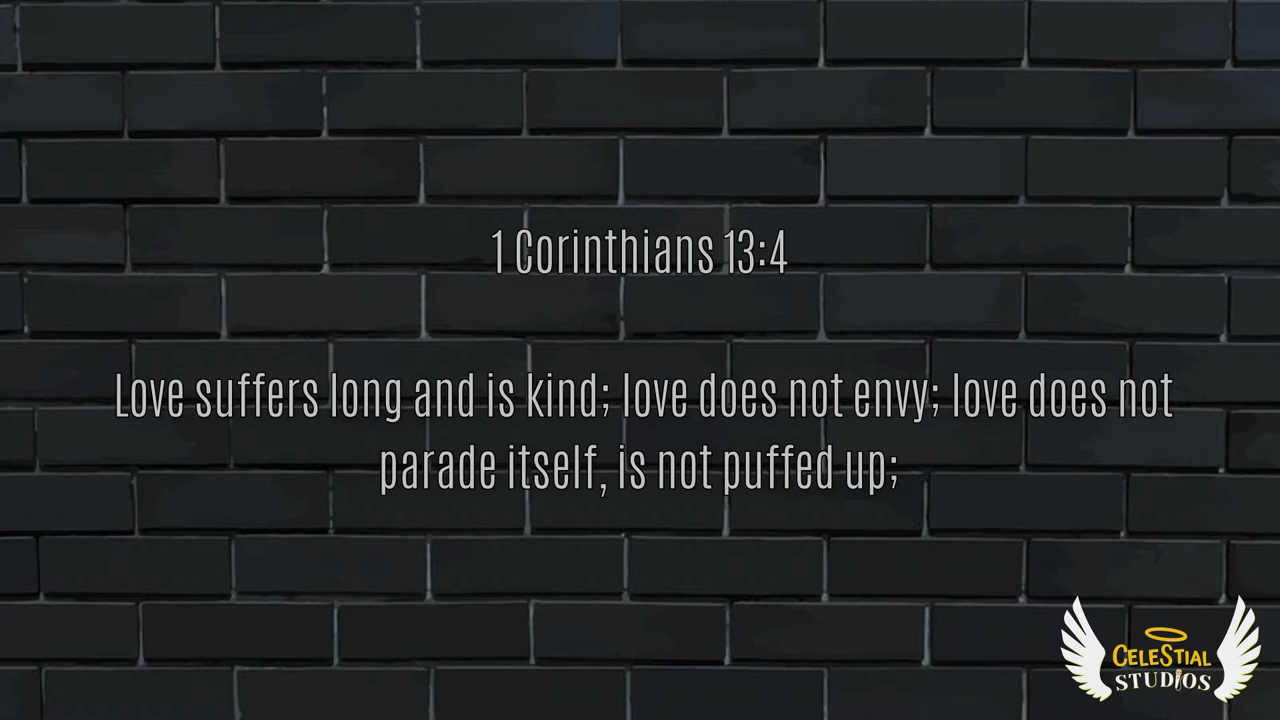 1 Corinthians 13:4
Love suffers long and is kind; love does not envy; love does not
parade itself, is not puffed up;
CELESTIAL
STUDIOS